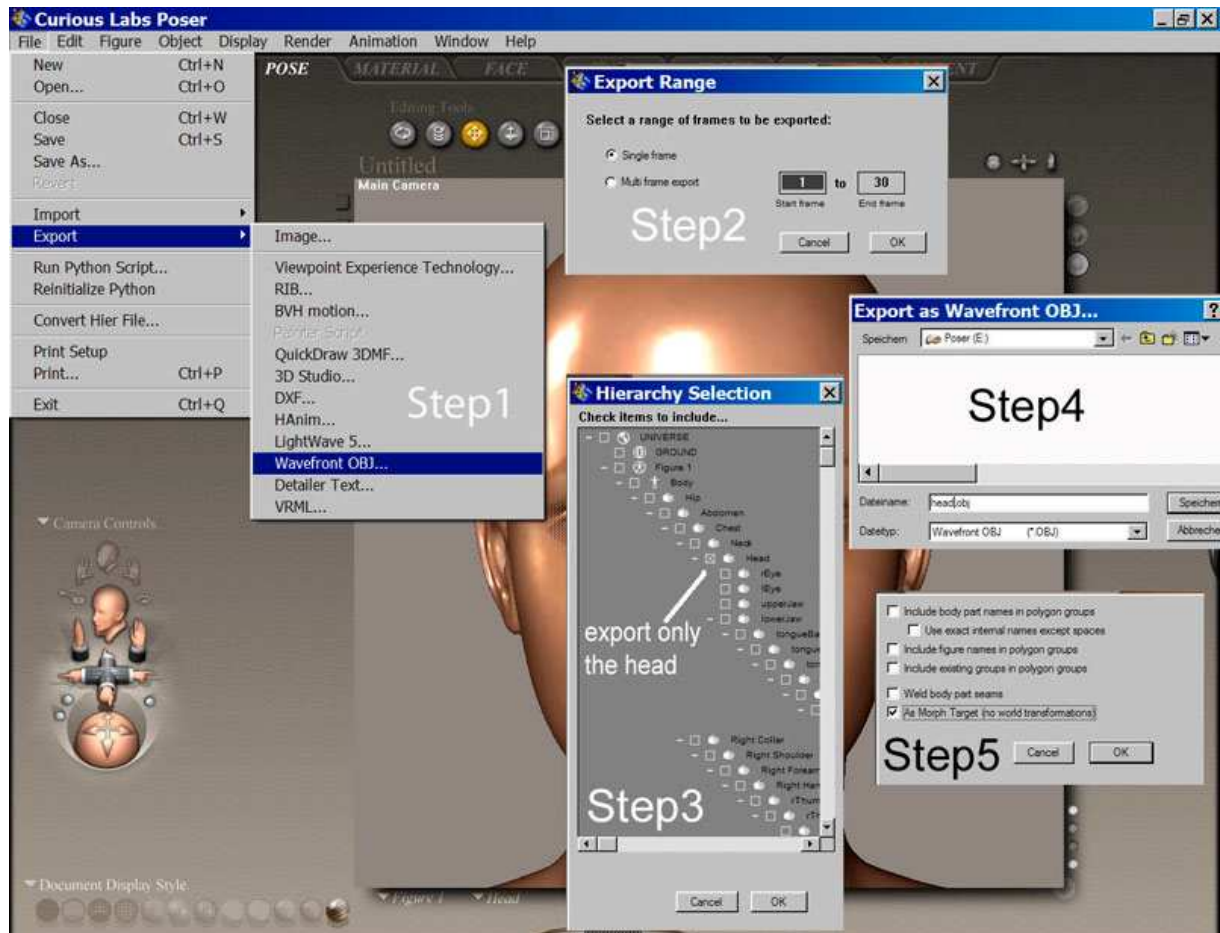 Curious Labs Poser
File Edit Figure Object Display Render Animation Window Help
New Ctrl+N
Open... Ctrl+O
Close Ctrl+W
Save Ctrl+S
Save As...
Revert
Import
Export
Run Python Script...
Reinitialize Python
Convert Hier File...
Print Setup
Print... Ctrl+P
Exit Ctrl+Q
Image...
Viewpoint Experience Technology...
RIB...
BVH motion...
Painter Script...
QuickDraw 3DMF...
3D Studio...
DXF...
HAnim...
LightWave 5...
Wavefront OBJ...
Detailer Text...
VRML...
Step1
POSE MATERIAL FACE
Editing Tools
Untitled
Main Camera
Export Range
Select a range of frames to be exported:
Single frame
Multi frame export 1 to 30
Start frame End frame
Step2
Cancel OK
Hierarchy Selection
Check items to include...
UNIVERSE
GROUND
Figure 1
Body
Hip
Abdomen
Chest
Neck
Head
rEye
lEye
upperJaw
lowerJaw
export only
the head
Right Collar
Right Shoulder
Step3
Cancel OK
Export as Wavefront OBJ... ?
Speichern Poser (E:)
Step4
Dateiname: head.obj Speichern
Dateityp: Wavefront OBJ (*.OBJ) Abbreche
Include body part names in polygon groups
Use exact internal names except spaces
Include figure names in polygon groups
Include existing groups in polygon groups
Weld body part seams
As Morph Target (no world transformations)
Step5
Cancel OK
Camera Controls
Document Display Style
Figure 1 Head